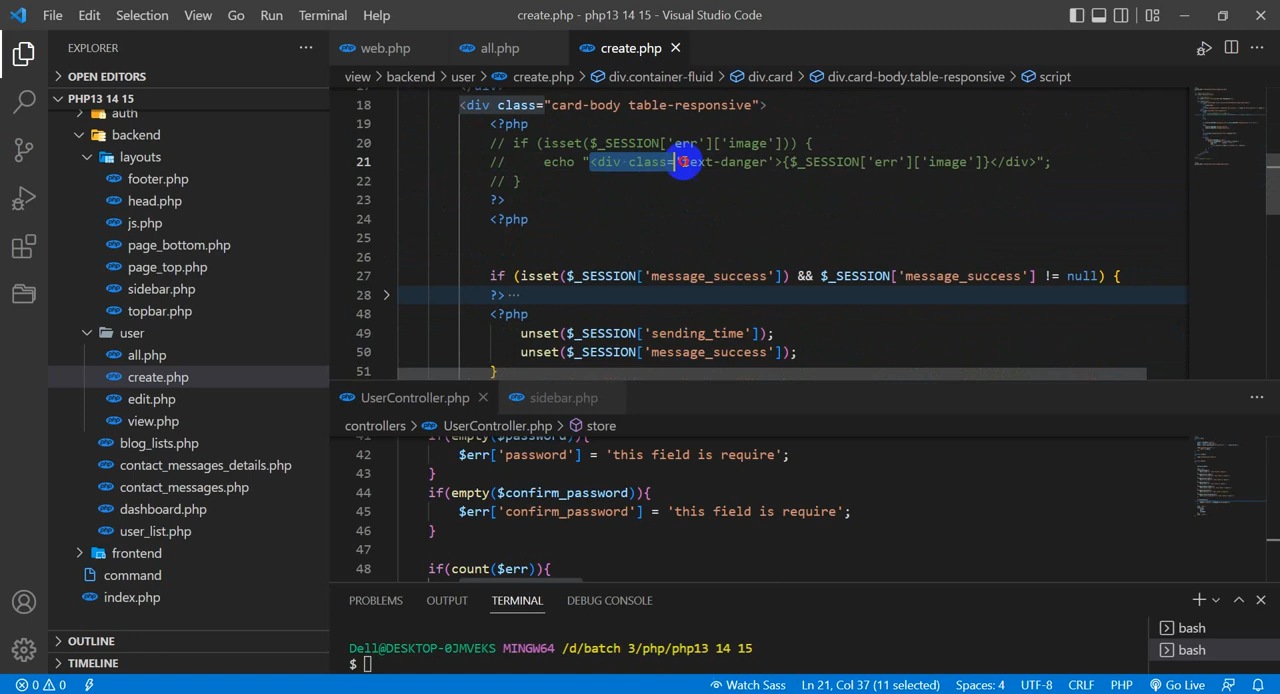 File Edit Selection View Go Run Terminal Help
create.php - php13 14 15 - Visual Studio Code
EXPLORER
OPEN EDITORS
PHP13 14 15
auth
backend
layouts
footer.php
head.php
js.php
page_bottom.php
page_top.php
sidebar.php
topbar.php
user
all.php
create.php
edit.php
view.php
blog_lists.php
contact_messages_details.php
contact_messages.php
dashboard.php
user_list.php
frontend
command
index.php
OUTLINE
TIMELINE
web.php all.php create.php
view > backend > user > create.php > div.container-fluid > div.card > div.card-body.table-responsive > script
18 <div class="card-body table-responsive">
19 <?php
20 // if (isset($_SESSION['err']['image'])) {
21 // echo "<div class='text-danger'>{$_SESSION['err']['image']}</div>";
22 // }
23 ?>
24 <?php
25
26
27 if (isset($_SESSION['message_success']) && $_SESSION['message_success'] != null) {
28 ?> ···
48 <?php
49 unset($_SESSION['sending_time']);
50 unset($_SESSION['message_success']);
51 }
UserController.php sidebar.php
controllers > UserController.php > store
41 if(empty($password)){
42 $err['password'] = 'this field is require';
43 }
44 if(empty($confirm_password)){
45 $err['confirm_password'] = 'this field is require';
46 }
47
48 if(count($err)){
PROBLEMS OUTPUT TERMINAL DEBUG CONSOLE
Dell@DESKTOP-0JMVEKS MINGW64 /d/batch 3/php/php13 14 15
$
bash
bash
0 0 Watch Sass Ln 21, Col 37 (11 selected) Spaces: 4 UTF-8 CRLF PHP Go Live